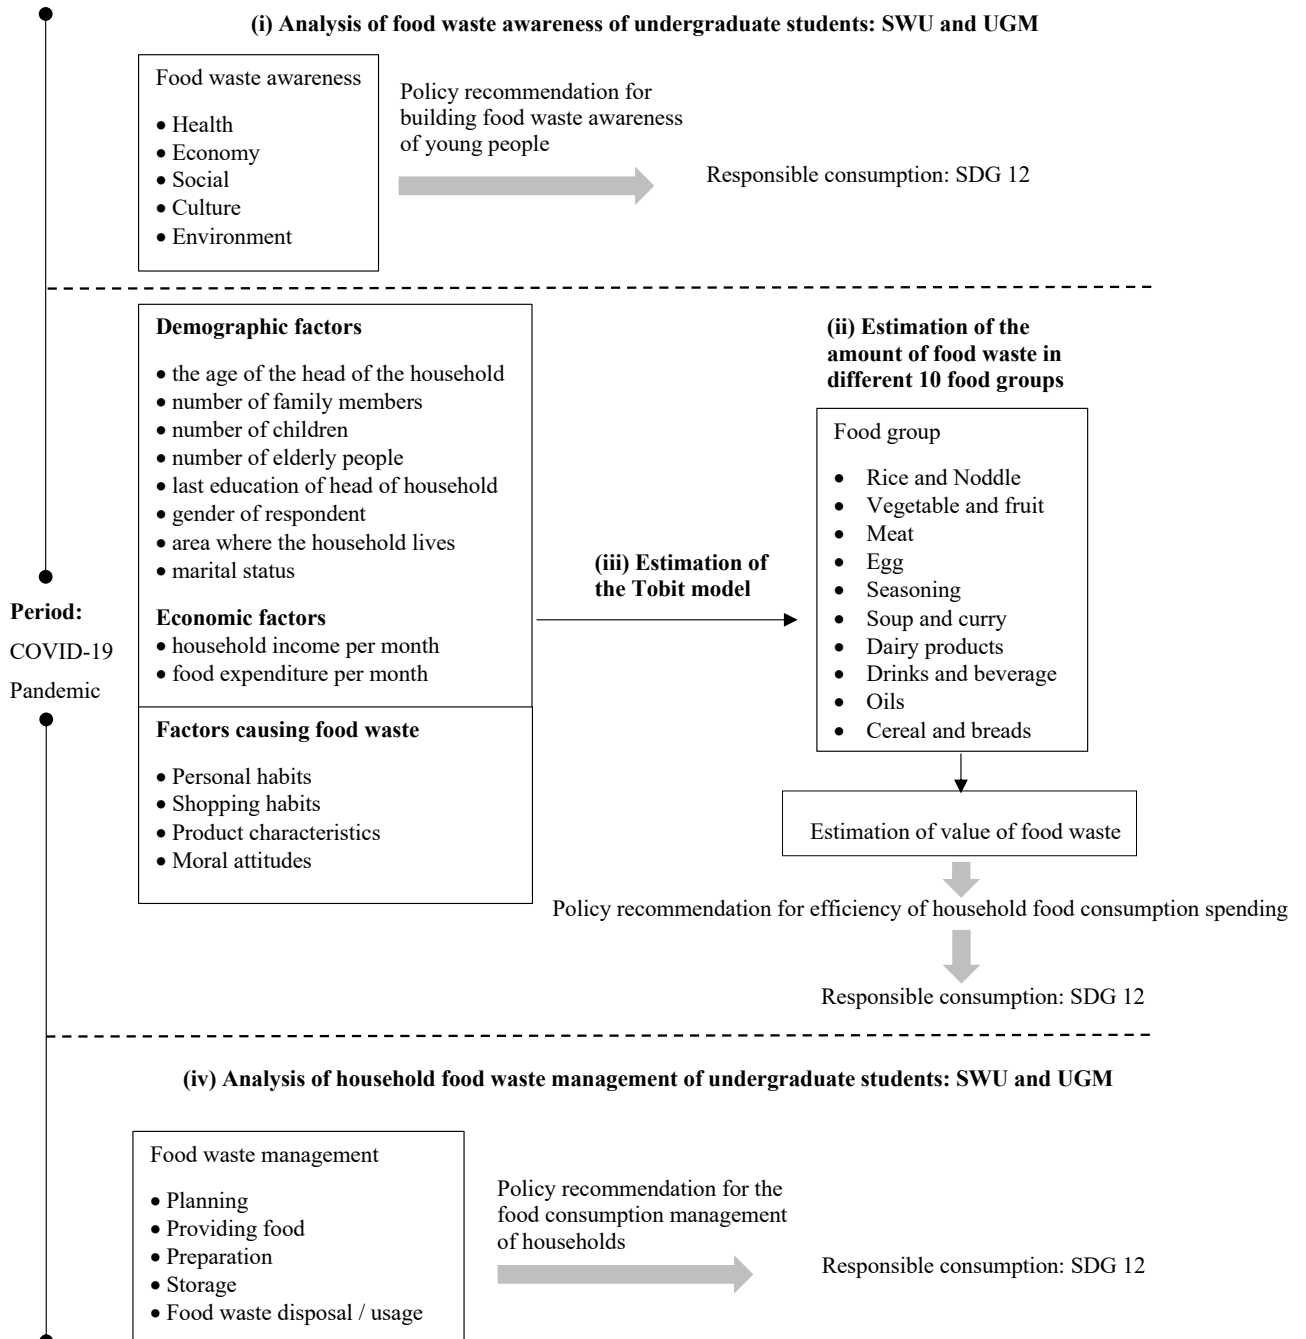 (i) Analysis of food waste awareness of undergraduate students: SWU and UGM
Food waste awareness
• Health
• Economy
• Social
• Culture
• Environment
Policy recommendation for
building food waste awareness
of young people
Responsible consumption: SDG 12
Period:
COVID-19
Pandemic
Demographic factors
• the age of the head of the household
• number of family members
• number of children
• number of elderly people
• last education of head of household
• gender of respondent
• area where the household lives
• marital status
Economic factors
• household income per month
• food expenditure per month
Factors causing food waste
• Personal habits
• Shopping habits
• Product characteristics
• Moral attitudes
(iii) Estimation of
the Tobit model
(ii) Estimation of the
amount of food waste in
different 10 food groups
Food group
• Rice and Noddle
• Vegetable and fruit
• Meat
• Egg
• Seasoning
• Soup and curry
• Dairy products
• Drinks and beverage
• Oils
• Cereal and breads
Estimation of value of food waste
Policy recommendation for efficiency of household food consumption spending
Responsible consumption: SDG 12
(iv) Analysis of household food waste management of undergraduate students: SWU and UGM
Food waste management
• Planning
• Providing food
• Preparation
• Storage
• Food waste disposal / usage
Policy recommendation for the
food consumption management
of households
Responsible consumption: SDG 12